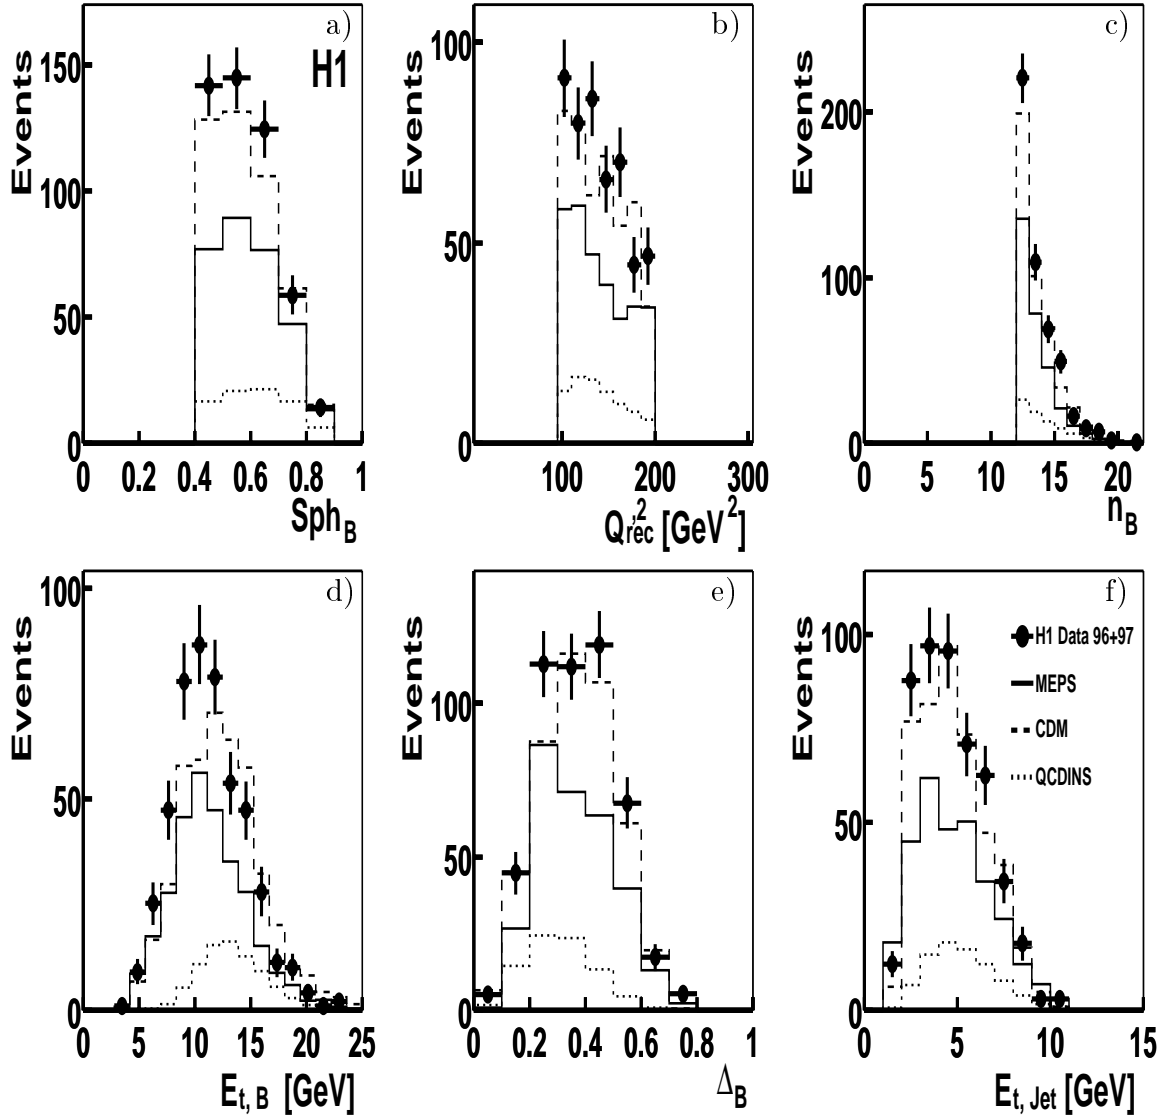 a)
H1
Events
150
100
50
0
0 0.2 0.4 0.6 0.8 1
Sph_B
b)
Events
100
50
0
100 200 300
Q'^2_rec [GeV^2]
c)
Events
200
100
0
0 5 10 15 20
n_B
d)
Events
100
50
0
0 5 10 15 20 25
E_t, B [GeV]
e)
Events
100
50
0
0 0.2 0.4 0.6 0.8 1
Δ_B
f)
Events
100
50
0
H1 Data 96+97
MEPS
CDM
QCDINS
0 5 10 15
E_t, Jet [GeV]